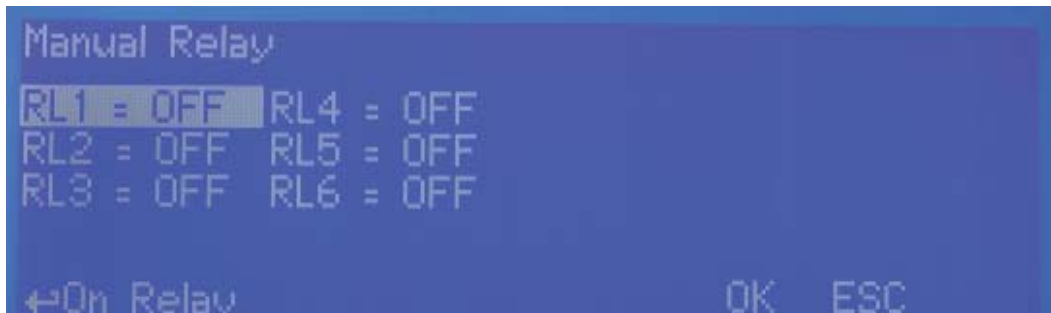 Manual Relay
RL1 = OFF RL4 = OFF
RL2 = OFF RL5 = OFF
RL3 = OFF RL6 = OFF
↵On Relay OK ESC